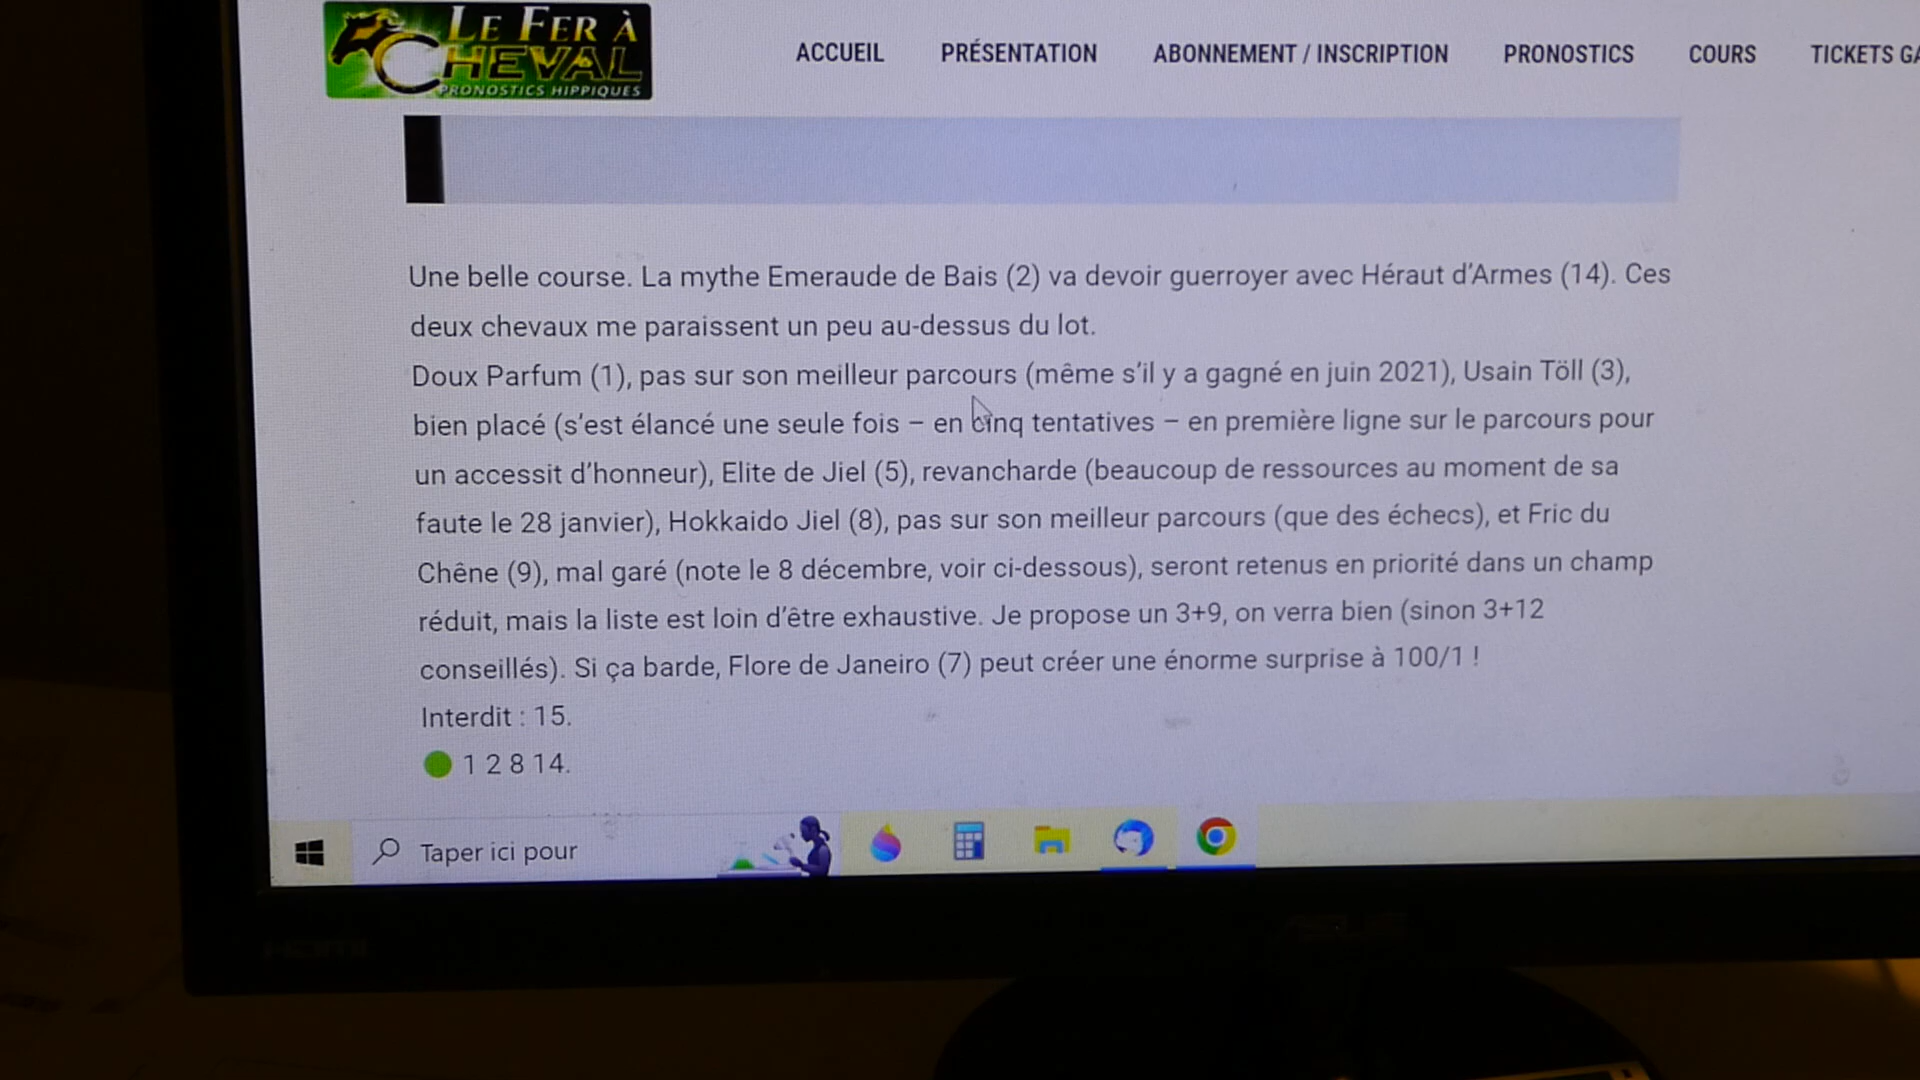 LE FER À
CHEVAL
PRONOSTICS HIPPIQUES
ACCUEIL PRÉSENTATION ABONNEMENT / INSCRIPTION PRONOSTICS COURS TICKETS GA
Une belle course. La mythe Emeraude de Bais (2) va devoir guerroyer avec Héraut d'Armes (14). Ces
deux chevaux me paraissent un peu au-dessus du lot.
Doux Parfum (1), pas sur son meilleur parcours (même s'il y a gagné en juin 2021), Usain Töll (3),
bien placé (s'est élancé une seule fois – en cinq tentatives – en première ligne sur le parcours pour
un accessit d'honneur), Elite de Jiel (5), revancharde (beaucoup de ressources au moment de sa
faute le 28 janvier), Hokkaido Jiel (8), pas sur son meilleur parcours (que des échecs), et Fric du
Chêne (9), mal garé (note le 8 décembre, voir ci-dessous), seront retenus en priorité dans un champ
réduit, mais la liste est loin d'être exhaustive. Je propose un 3+9, on verra bien (sinon 3+12
conseillés). Si ça barde, Flore de Janeiro (7) peut créer une énorme surprise à 100/1 !
Interdit : 15.
1 2 8 14.
Taper ici pour
HDMI
ASUS